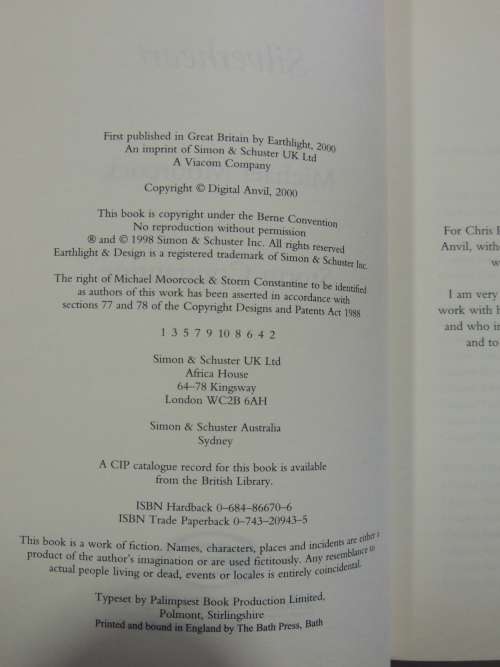 First published in Great Britain by Earthlight, 2000
An imprint of Simon & Schuster UK Ltd
A Viacom Company
Copyright © Digital Anvil, 2000
This book is copyright under the Berne Convention
No reproduction without permission
® and © 1998 Simon & Schuster Inc. All rights reserved
Earthlight & Design is a registered trademark of Simon & Schuster Inc.
The right of Michael Moorcock & Storm Constantine to be identified
as authors of this work has been asserted in accordance with
sections 77 and 78 of the Copyright Designs and Patents Act 1988
1 3 5 7 9 10 8 6 4 2
Simon & Schuster UK Ltd
Africa House
64–78 Kingsway
London WC2B 6AH
Simon & Schuster Australia
Sydney
A CIP catalogue record for this book is available
from the British Library.
ISBN Hardback 0–684–86670–6
ISBN Trade Paperback 0–743–20943–5
This book is a work of fiction. Names, characters, places and incidents are either a
product of the author's imagination or are used fictitously. Any resemblance to
actual people living or dead, events or locales is entirely coincidental.
Typeset by Palimpsest Book Production Limited,
Polmont, Stirlingshire
Printed and bound in England by The Bath Press, Bath
For Chris
Anvil, with
I am very
work with
and who
and to